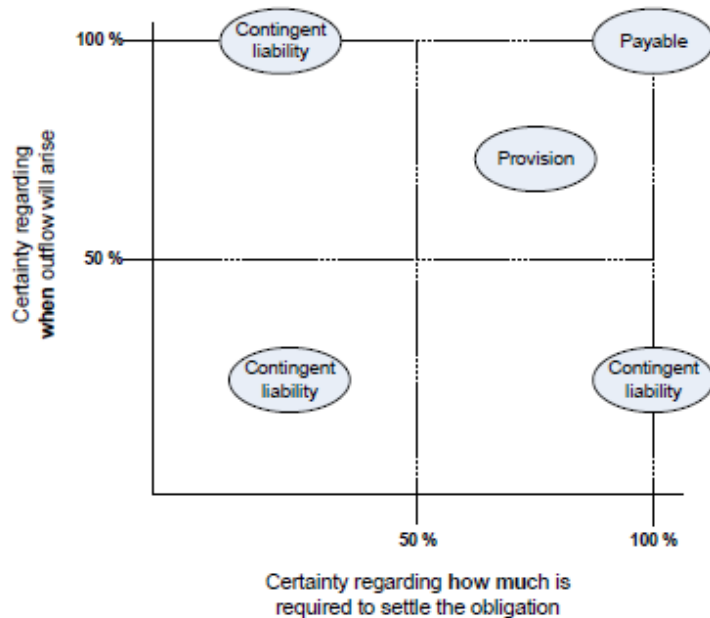 Contingent
liability
Payable
100 %
Provision
Certainty regarding
when outflow will arise
50 %
Contingent
liability
Contingent
liability
50 %
100 %
Certainty regarding how much is
required to settle the obligation